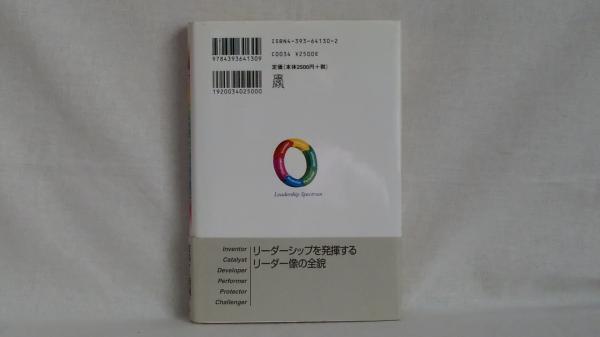 ISBN4-393-64130-2
C0034 ¥2500E
定価(本体2500円+税)
9784393641309
1920034025000
Leadership Spectrum
Inventor
Catalyst
Developer
Performer
Protector
Challenger
リーダーシップを発揮する
リーダー像の全貌